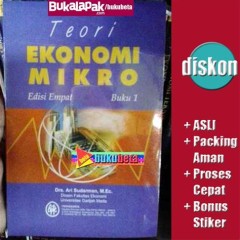 BukaLapak
.com/bukubeta
diskon
Teori
EKONOMI
MIKRO
Edisi Empat Buku 1
bukubeta
Drs. Ari Sudarman, M.Ec.
Dosen Fakultas Ekonomi
Universitas Gadjah Mada
+ ASLI
+ Packing
Aman
+ Proses
Cepat
+ Bonus
Stiker